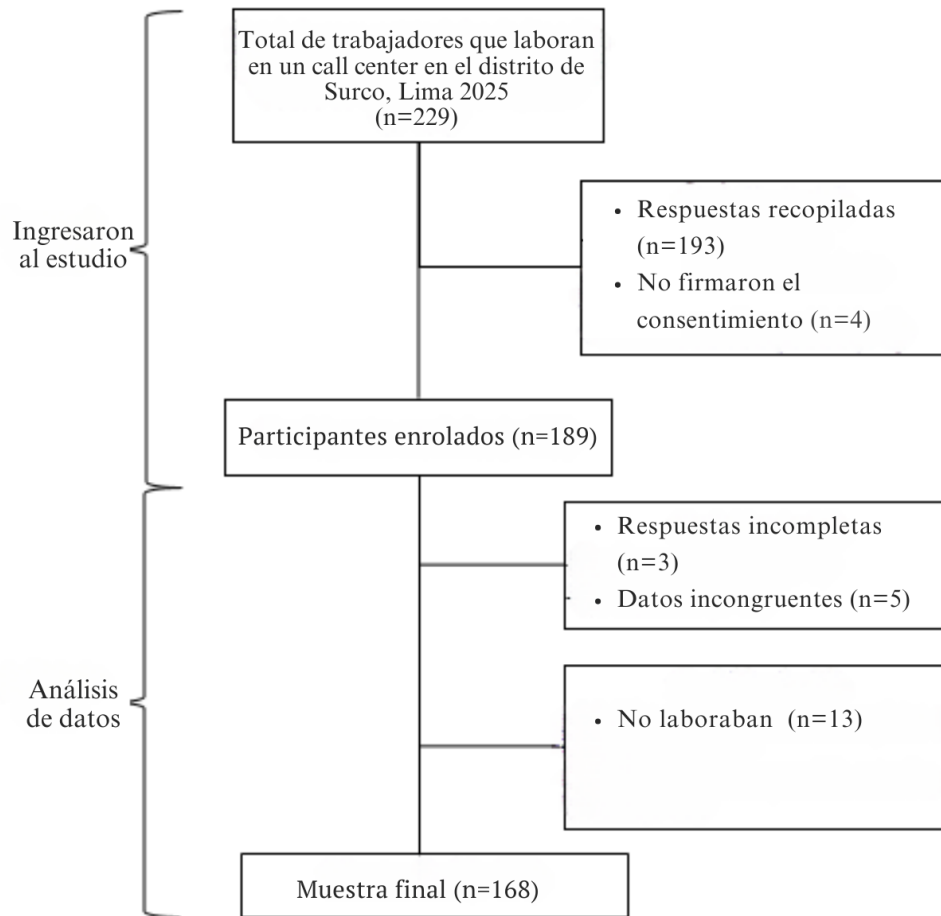 Total de trabajadores que laboran
en un call center en el distrito de
Surco, Lima 2025
(n=229)
Ingresaron
al estudio
• Respuestas recopiladas
(n=193)
• No firmaron el
consentimiento (n=4)
Participantes enrolados (n=189)
• Respuestas incompletas
(n=3)
• Datos incongruentes (n=5)
Análisis
de datos
• No laboraban (n=13)
Muestra final (n=168)